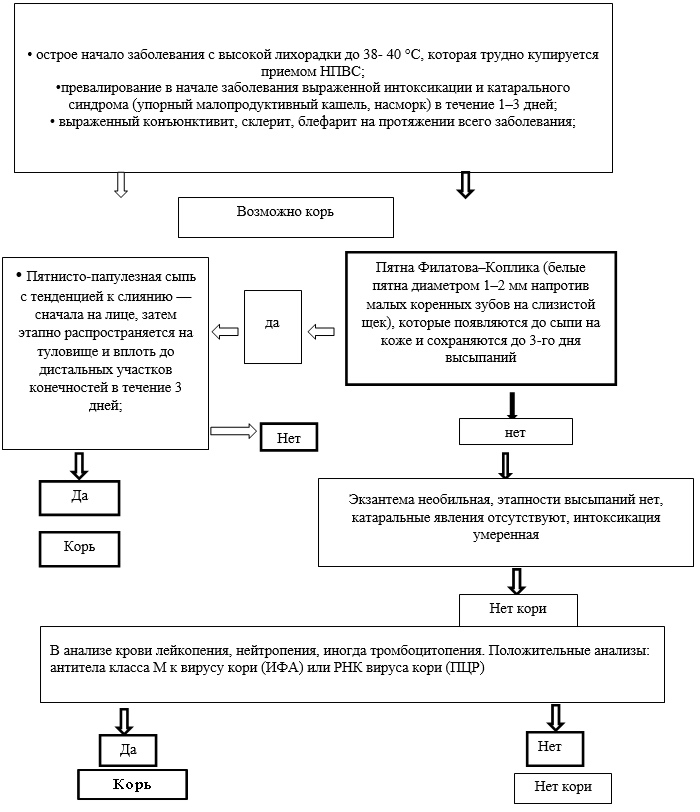 • острое начало заболевания с высокой лихорадки до 38- 40 °C, которая трудно купируется
приемом НПВС;
•превалирование в начале заболевания выраженной интоксикации и катарального
синдрома (упорный малопродуктивный кашель, насморк) в течение 1–3 дней;
• выраженный конъюнктивит, склерит, блефарит на протяжении всего заболевания;
Возможно корь
• Пятнисто-папулезная сыпь
с тенденцией к слиянию —
сначала на лице, затем
этапно распространяется на
туловище и вплоть до
дистальных участков
конечностей в течение 3
дней;
да
Пятна Филатова–Коплика (белые
пятна диаметром 1–2 мм напротив
малых коренных зубов на слизистой
щек), которые появляются до сыпи на
коже и сохраняются до 3-го дня
высыпаний
Нет
нет
Да
Корь
Экзантема необильная, этапности высыпаний нет,
катаральные явления отсутствуют, интоксикация
умеренная
Нет кори
В анализе крови лейкопения, нейтропения, иногда тромбоцитопения. Положительные анализы:
антитела класса М к вирусу кори (ИФА) или РНК вируса кори (ПЦР)
Да
Корь
Нет
Нет кори